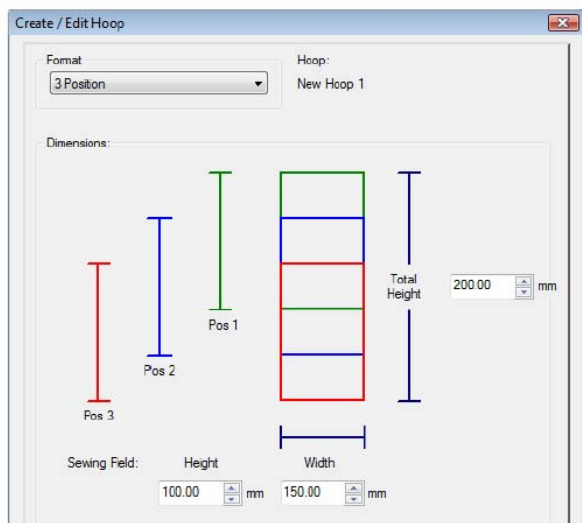 Create / Edit Hoop
Format
Hoop:
3 Position
New Hoop 1
Dimensions:
Total
Height
200.00
mm
Pos 1
Pos 2
Pos 3
Sewing Field:
Height
Width
100.00
mm
150.00
mm